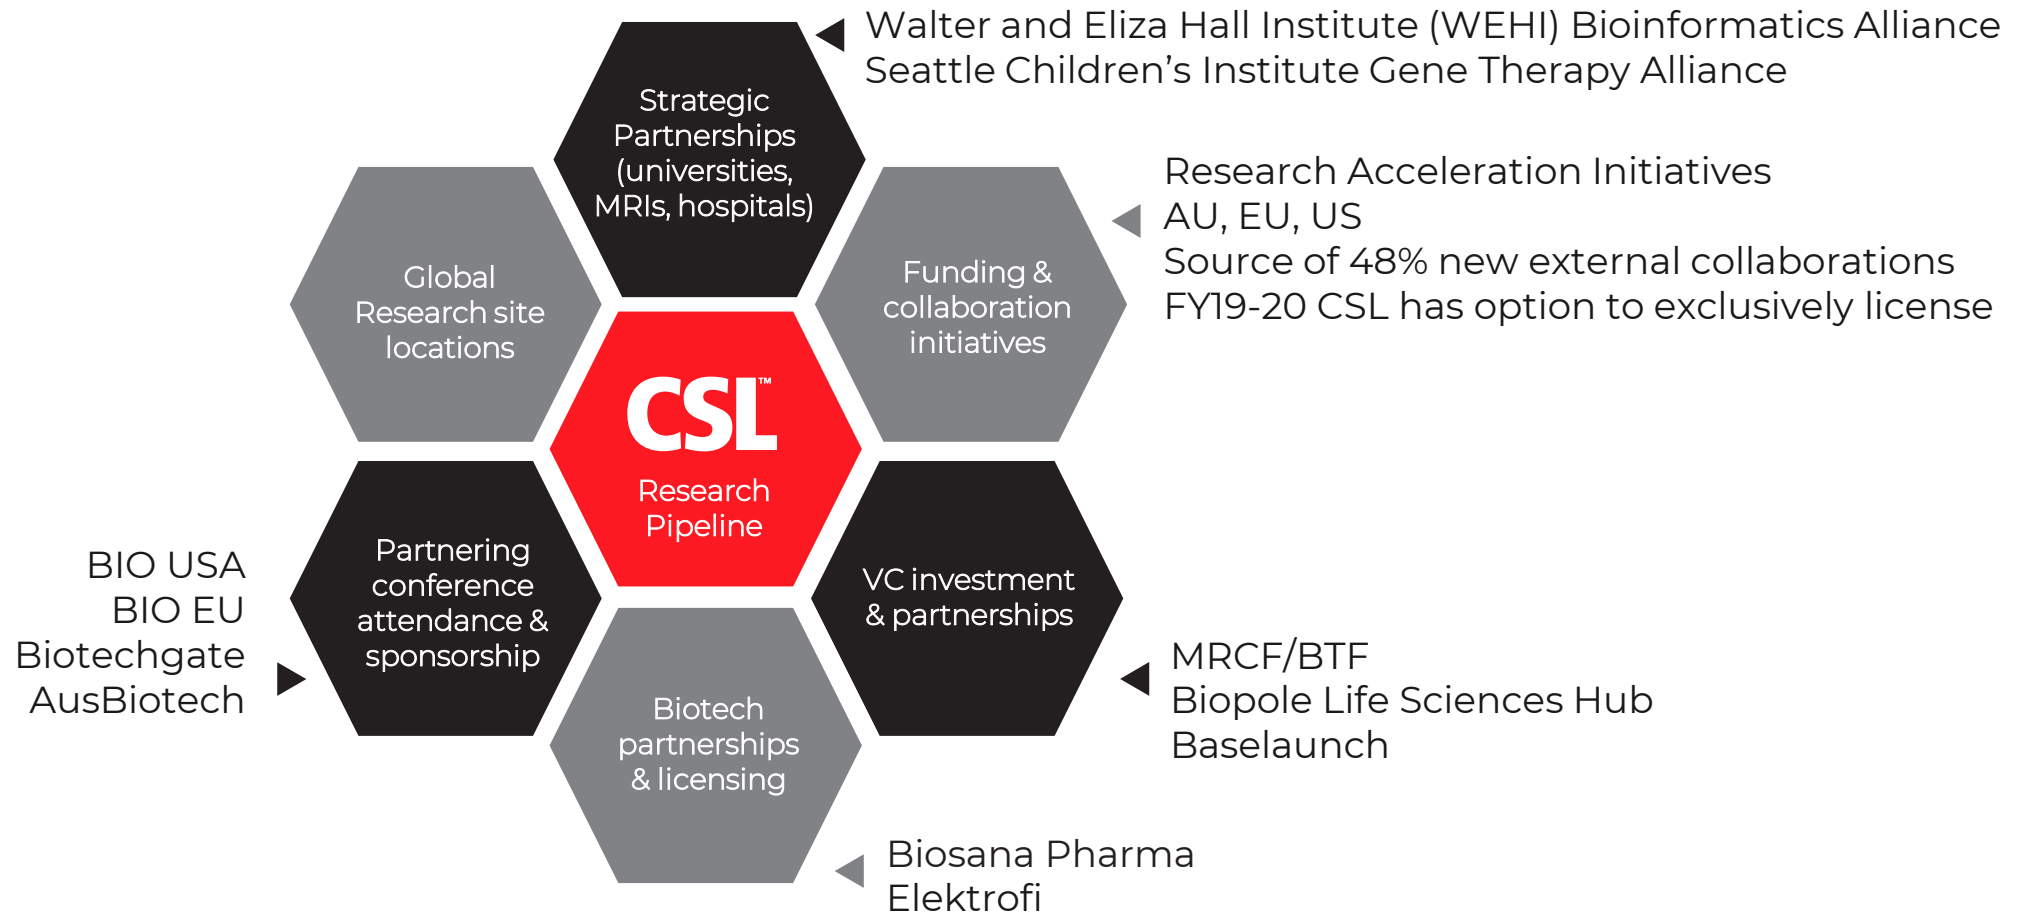 Walter and Eliza Hall Institute (WEHI) Bioinformatics Alliance
Seattle Children’s Institute Gene Therapy Alliance
Strategic
Partnerships
(universities,
MRIs, hospitals)
Research Acceleration Initiatives
AU, EU, US
Source of 48% new external collaborations
FY19-20 CSL has option to exclusively license
Global
Research site
locations
Funding &
collaboration
initiatives
CSL™
Research
Pipeline
BIO USA
BIO EU
Biotechgate
AusBiotech
Partnering
conference
attendance &
sponsorship
VC investment
& partnerships
MRCF/BTF
Biopole Life Sciences Hub
Baselaunch
Biotech
partnerships
& licensing
Biosana Pharma
Elektrofi